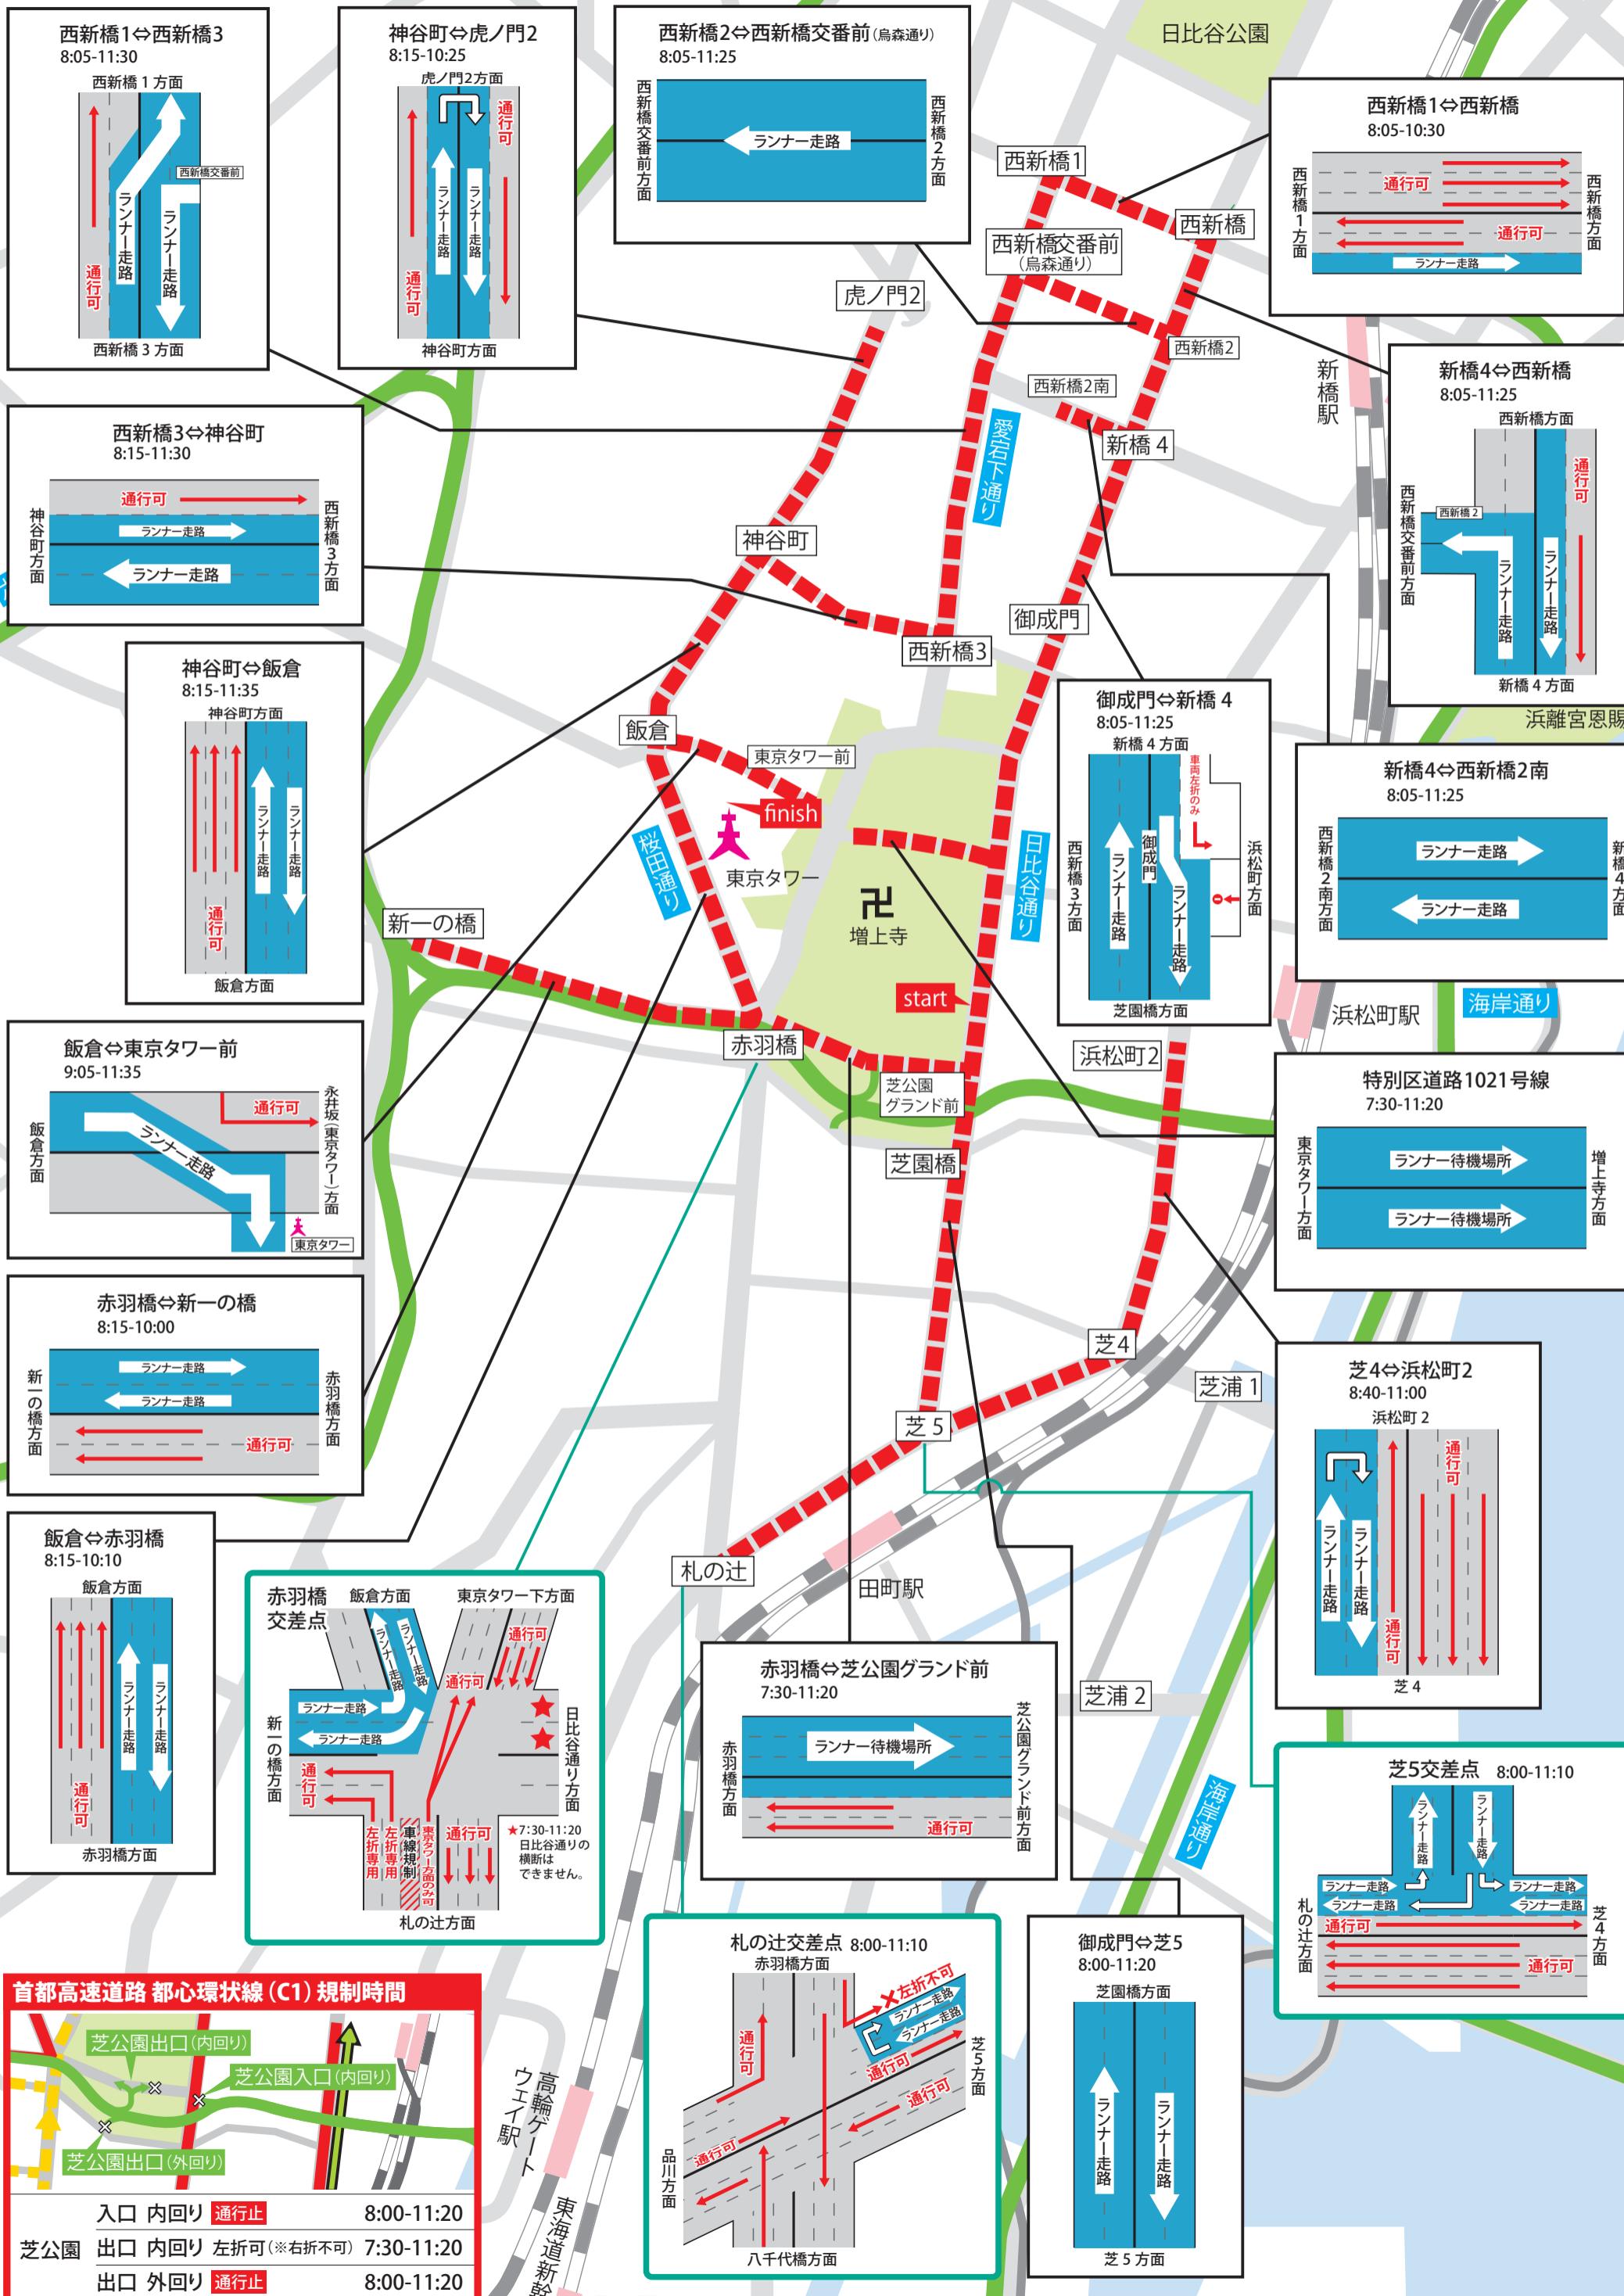 西新橋1⇔西新橋3
8:05-11:30
西新橋1方面
通行可
ランナー走路
ランナー走路
西新橋交番前
西新橋3方面
神谷町⇔虎ノ門2
8:15-10:25
虎ノ門2方面
通行可
ランナー走路
ランナー走路
通行可
神谷町方面
西新橋2⇔西新橋交番前(烏森通り)
8:05-11:25
西新橋交番前方面
ランナー走路
西新橋2方面
日比谷公園
西新橋1⇔西新橋
8:05-10:30
西新橋1方面
通行可
通行可
ランナー走路
西新橋方面
西新橋1
西新橋
西新橋交番前
(烏森通り)
虎ノ門2
西新橋2
西新橋2南
新橋4
新橋駅
愛宕下通り
新橋4⇔西新橋
8:05-11:25
西新橋方面
通行可
西新橋交番前方面
西新橋2
ランナー走路
ランナー走路
新橋4方面
西新橋3⇔神谷町
8:15-11:30
神谷町方面
通行可
ランナー走路
ランナー走路
西新橋3方面
神谷町
西新橋3
御成門
神谷町⇔飯倉
8:15-11:35
神谷町方面
通行可
ランナー走路
ランナー走路
飯倉方面
飯倉
東京タワー前
finish
東京タワー
桜田通り
日比谷通り
増上寺
start
御成門⇔新橋4
8:05-11:25
新橋4方面
車両左折のみ
西新橋3方面
ランナー走路
御成門
ランナー走路
浜松町方面
芝園橋方面
浜離宮恩賜
新橋4⇔西新橋2南
8:05-11:25
西新橋2南方面
ランナー走路
ランナー走路
新橋4方面
新一の橋
赤羽橋
芝公園
グランド前
芝園橋
浜松町2
浜松町駅
海岸通り
飯倉⇔東京タワー前
9:05-11:35
飯倉方面
通行可
ランナー走路
永井坂(東京タワー)方面
東京タワー
特別区道路1021号線
7:30-11:20
東京タワー方面
ランナー待機場所
ランナー待機場所
増上寺方面
赤羽橋⇔新一の橋
8:15-10:00
新一の橋方面
ランナー走路
ランナー走路
通行可
赤羽橋方面
芝4
芝5
芝浦1
芝4⇔浜松町2
8:40-11:00
浜松町2
ランナー走路
ランナー走路
通行可
通行可
芝4
飯倉⇔赤羽橋
8:15-10:10
飯倉方面
通行可
ランナー走路
ランナー走路
赤羽橋方面
札の辻
田町駅
芝浦2
海岸通り
赤羽橋
交差点
飯倉方面
東京タワー下方面
ランナー走路
ランナー走路
通行可
通行可
新一の橋方面
ランナー走路
ランナー走路
日比谷通り方面
通行可
左折専用
左折専用
車線規制
東京タワー方面のみ可
通行可
★7:30-11:20
日比谷通りの
横断は
できません。
札の辻方面
赤羽橋⇔芝公園グランド前
7:30-11:20
赤羽橋方面
ランナー待機場所
通行可
芝公園グランド前方面
芝5交差点 8:00-11:10
ランナー走路
ランナー走路
ランナー走路
ランナー走路
ランナー走路
ランナー走路
札の辻方面
通行可
通行可
芝4方面
札の辻交差点 8:00-11:10
赤羽橋方面
左折不可
ランナー走路
ランナー走路
通行可
通行可
通行可
通行可
芝5方面
品川方面
八千代橋方面
御成門⇔芝5
8:00-11:20
芝園橋方面
ランナー走路
ランナー走路
芝5方面
首都高速道路 都心環状線(C1)規制時間
芝公園出口(内回り)
芝公園入口(内回り)
芝公園出口(外回り)
芝公園
入口 内回り 通行止 8:00-11:20
出口 内回り 左折可(※右折不可) 7:30-11:20
出口 外回り 通行止 8:00-11:20
高輪ゲート
ウェイ駅
東海道新幹